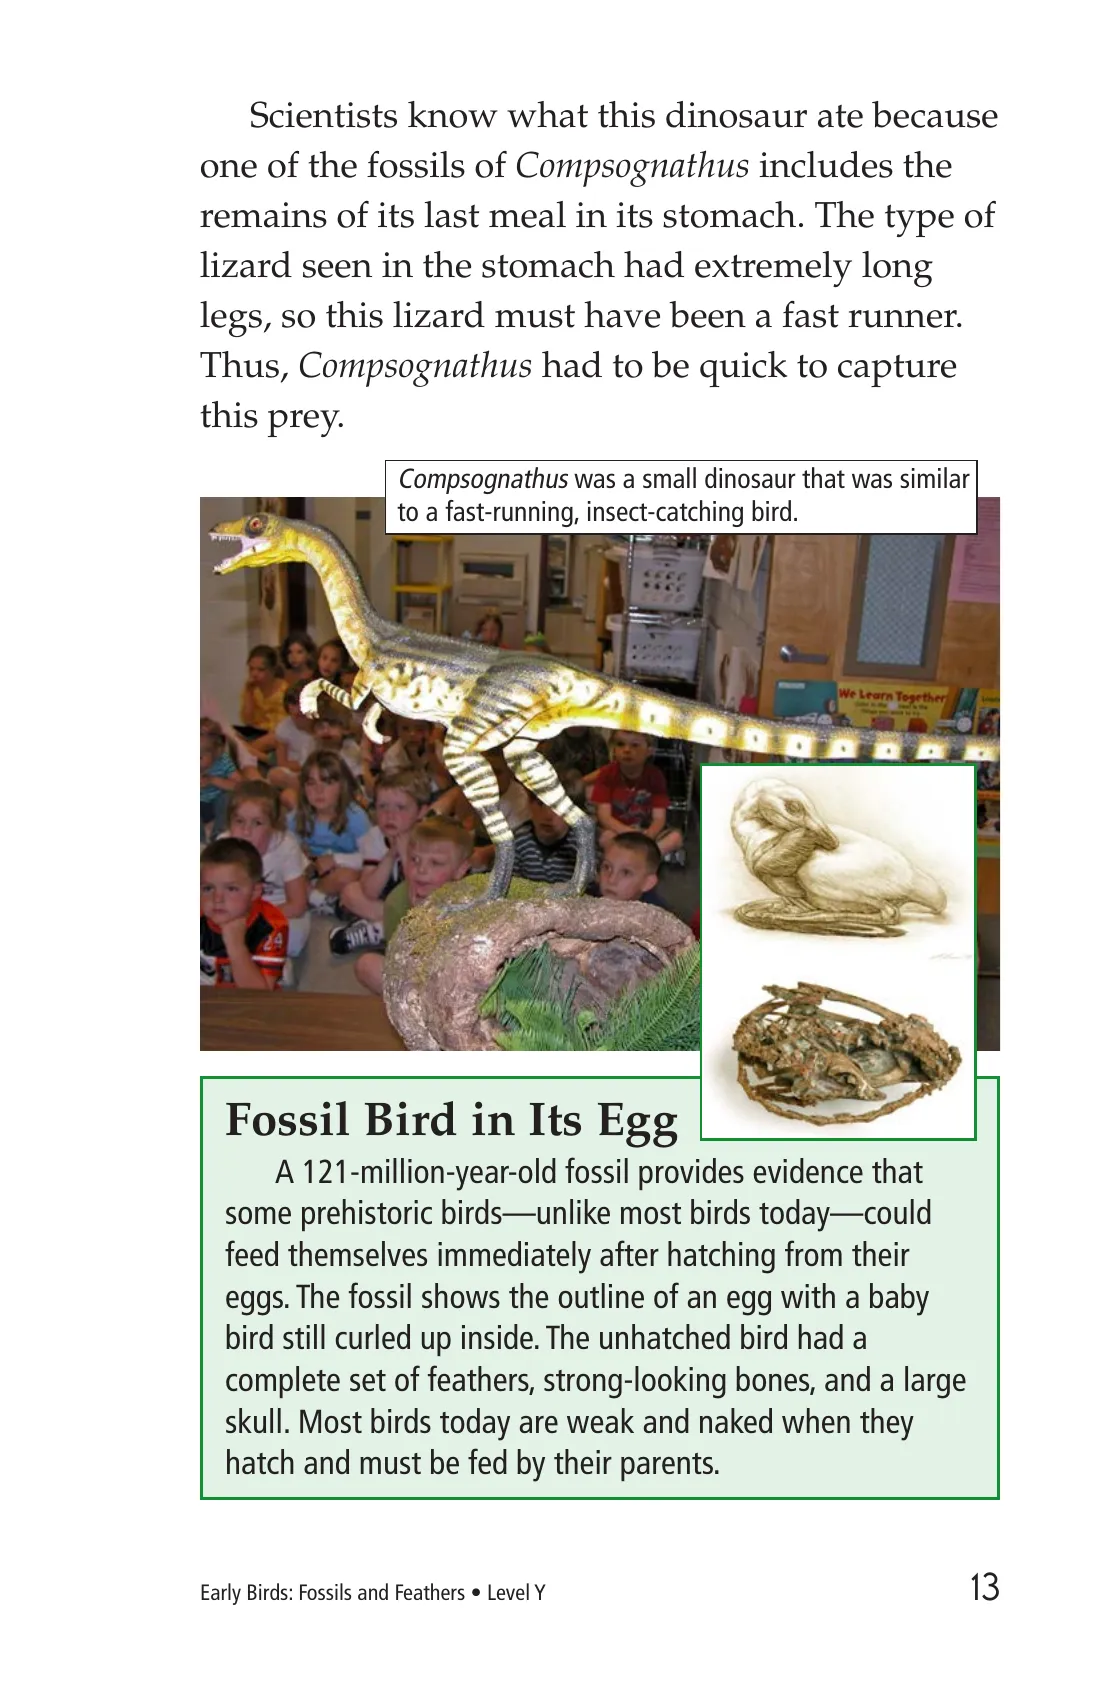 Scientists know what this dinosaur ate because
one of the fossils of Compsognathus includes the
remains of its last meal in its stomach. The type of
lizard seen in the stomach had extremely long
legs, so this lizard must have been a fast runner.
Thus, Compsognathus had to be quick to capture
this prey.
Compsognathus was a small dinosaur that was similar
to a fast-running, insect-catching bird.
We Learn Together
24
Fossil Bird in Its Egg
A 121-million-year-old fossil provides evidence that
some prehistoric birds—unlike most birds today—could
feed themselves immediately after hatching from their
eggs. The fossil shows the outline of an egg with a baby
bird still curled up inside. The unhatched bird had a
complete set of feathers, strong-looking bones, and a large
skull. Most birds today are weak and naked when they
hatch and must be fed by their parents.
Early Birds: Fossils and Feathers • Level Y
13